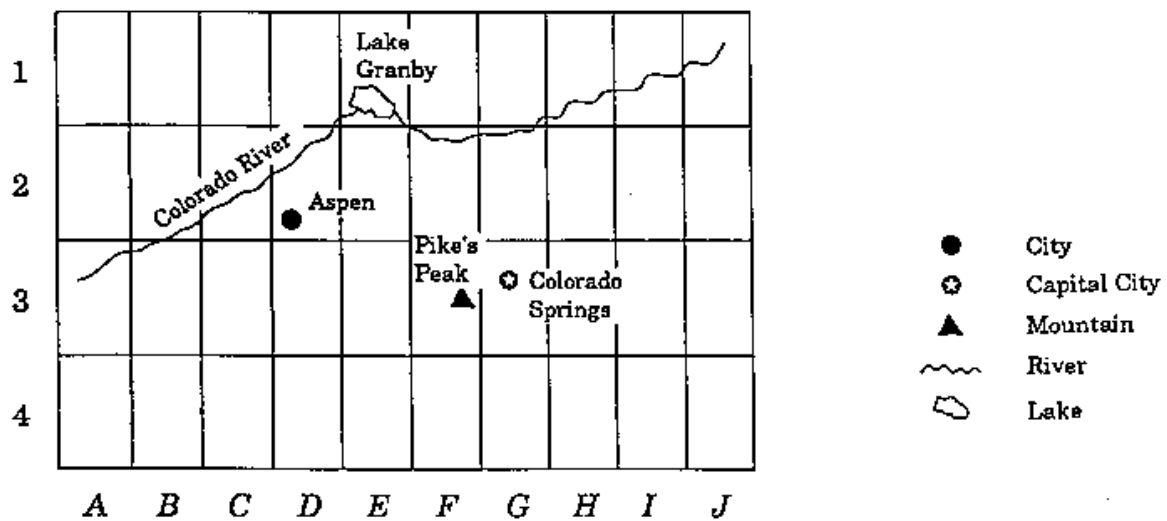 Lake
Granby
1
Colorado River
2
Aspen
Pike's
Peak
Colorado
Springs
3
4
A B C D E F G H I J
City
Capital City
Mountain
River
Lake